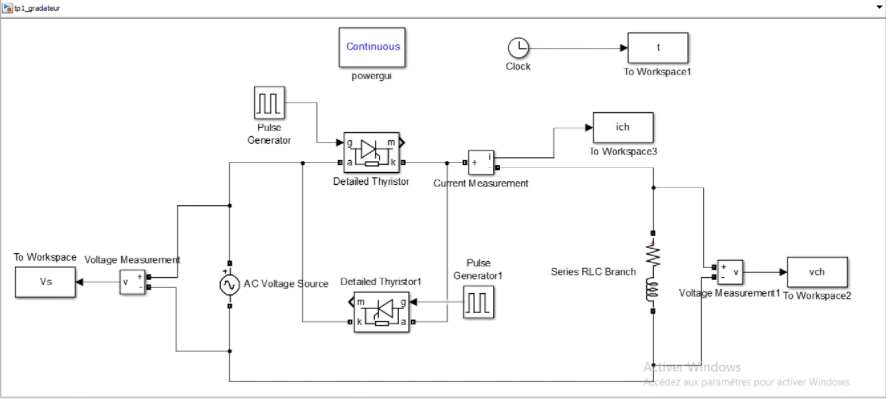 tp1_gradateur
Continuous
powergui
Clock
t
To Workspace1
Pulse
Generator
g
m
a
k
Detailed Thyristor
+
i
-
Current Measurement
ich
To Workspace3
To Workspace
Vs
Voltage Measurement
v
+
-
+
AC Voltage Source
Detailed Thyristor1
m
g
k
a
Pulse
Generator1
Series RLC Branch
+
-
v
Voltage Measurement1
vch
To Workspace2
Activer Windows
Accédez aux paramètres pour activer Windows.